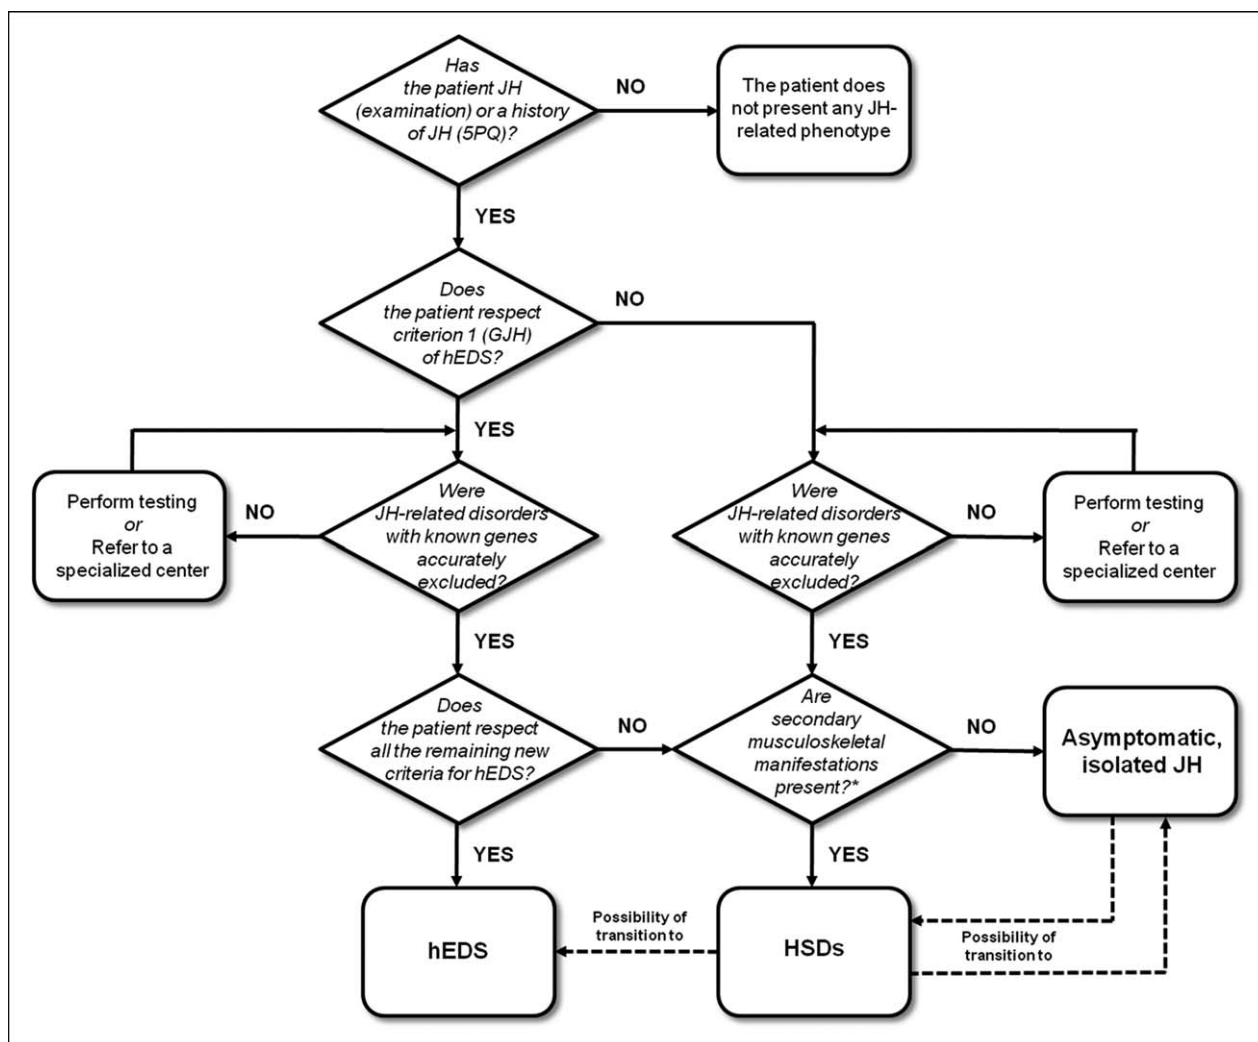 Has
the patient JH
(examination) or a history
of JH (5PQ)?
NO
The patient does
not present any JH-
related phenotype
YES
Does
the patient respect
criterion 1 (GJH)
of hEDS?
NO
YES
Perform testing
or
Refer to a
specialized center
NO
Were
JH-related disorders
with known genes
accurately
excluded?
Were
JH-related disorders
with known genes
accurately
excluded?
NO
Perform testing
or
Refer to a
specialized center
YES
YES
Does
the patient respect
all the remaining new
criteria for hEDS?
NO
Are
secondary
musculoskeletal
manifestations
present?*
NO
Asymptomatic,
isolated JH
YES
YES
hEDS
Possibility of
transition to
HSDs
Possibility of
transition to